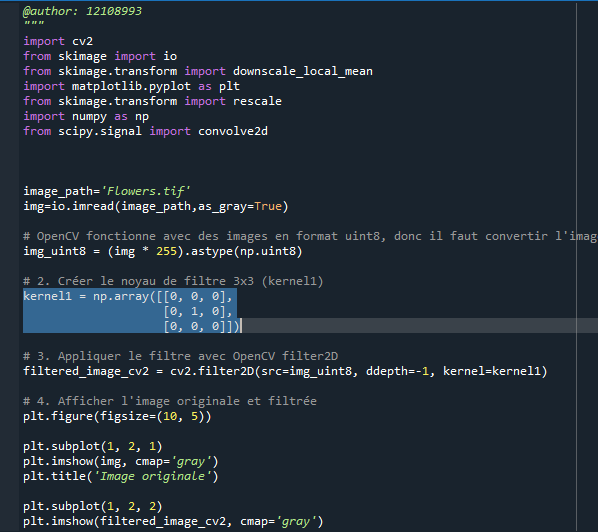 @author: 12108993
"""
import cv2
from skimage import io
from skimage.transform import downscale_local_mean
import matplotlib.pyplot as plt
from skimage.transform import rescale
import numpy as np
from scipy.signal import convolve2d
image_path='Flowers.tif'
img=io.imread(image_path,as_gray=True)
# OpenCV fonctionne avec des images en format uint8, donc il faut convertir l'imag
img_uint8 = (img * 255).astype(np.uint8)
# 2. Créer le noyau de filtre 3x3 (kernel1)
kernel1 = np.array([[0, 0, 0],
                    [0, 1, 0],
                    [0, 0, 0]])
# 3. Appliquer le filtre avec OpenCV filter2D
filtered_image_cv2 = cv2.filter2D(src=img_uint8, ddepth=-1, kernel=kernel1)
# 4. Afficher l'image originale et filtrée
plt.figure(figsize=(10, 5))
plt.subplot(1, 2, 1)
plt.imshow(img, cmap='gray')
plt.title('Image originale')
plt.subplot(1, 2, 2)
plt.imshow(filtered_image_cv2, cmap='gray')